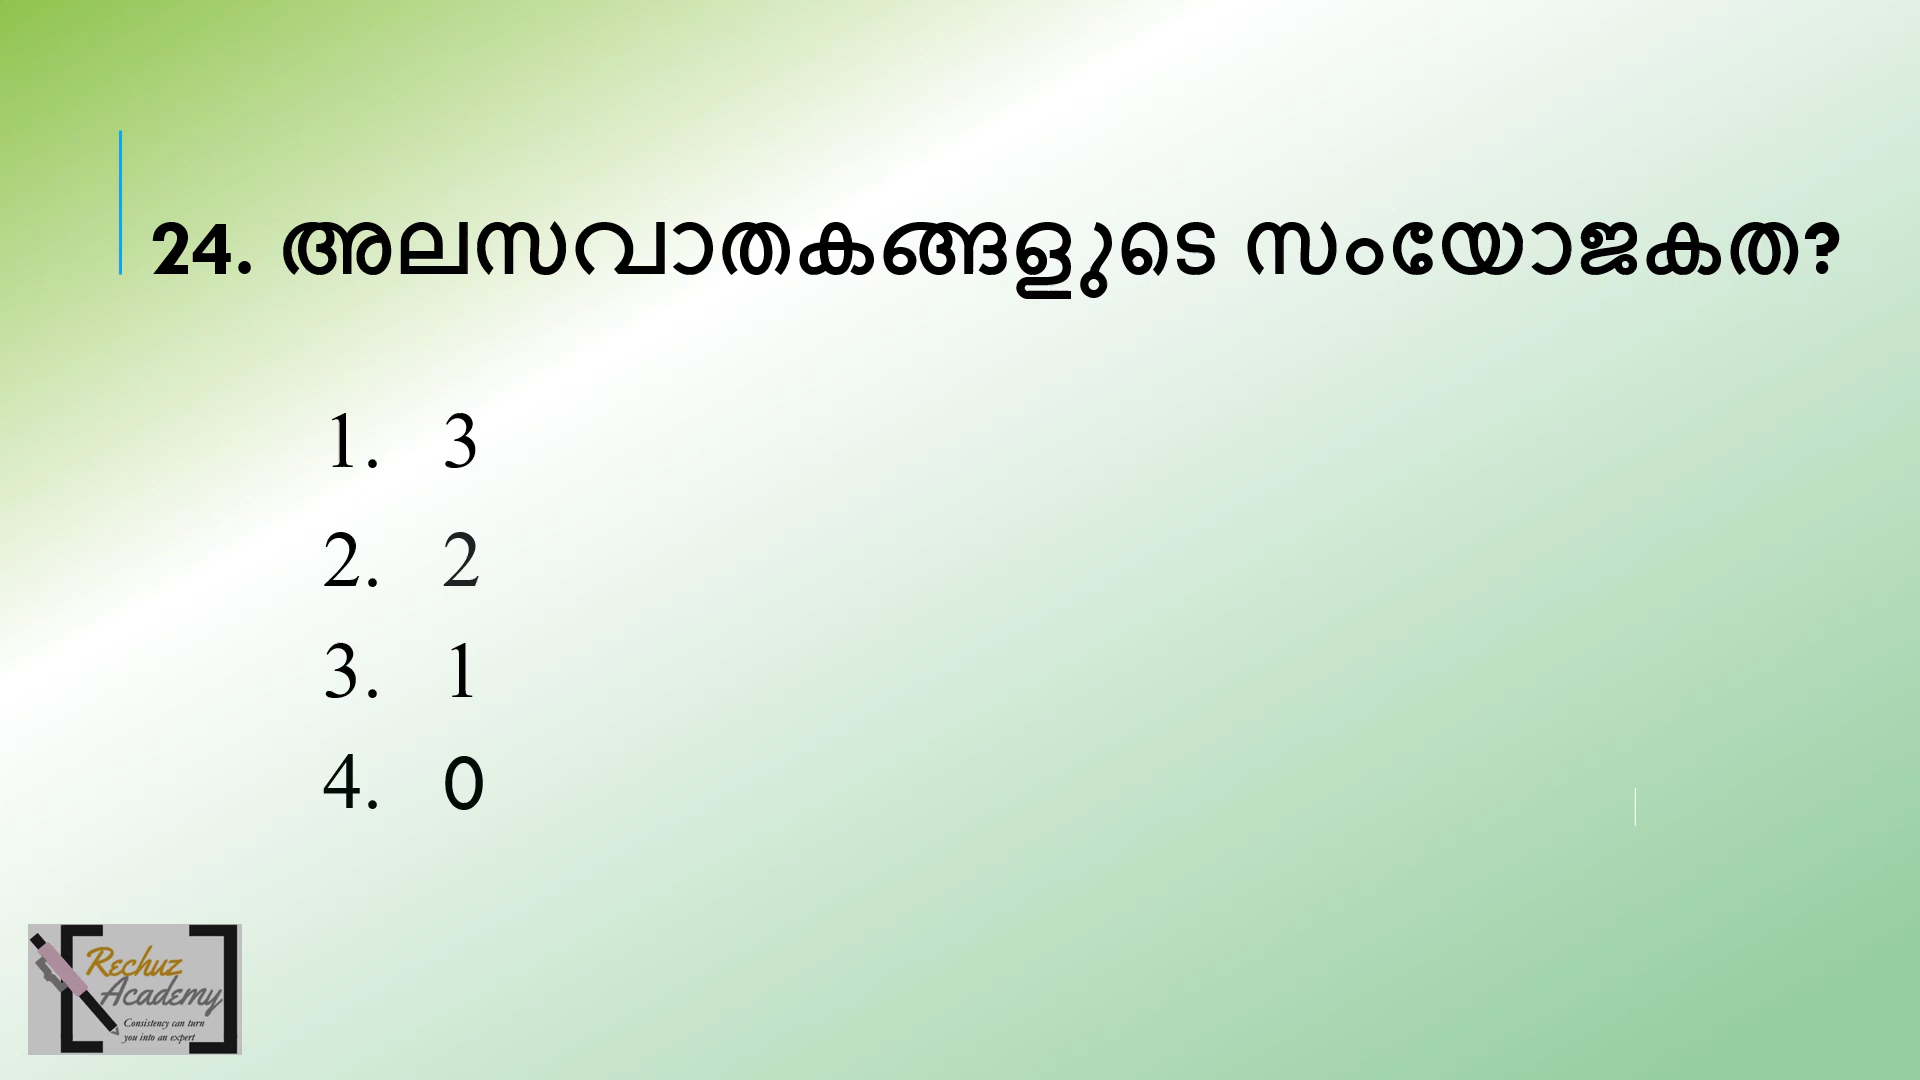 24. അലസവാതകങ്ങളുടെ സംയോജകത?
1. 3
2. 2
3. 1
4. 0
Rechuz
Academy
Consistency can turn
you into an expert